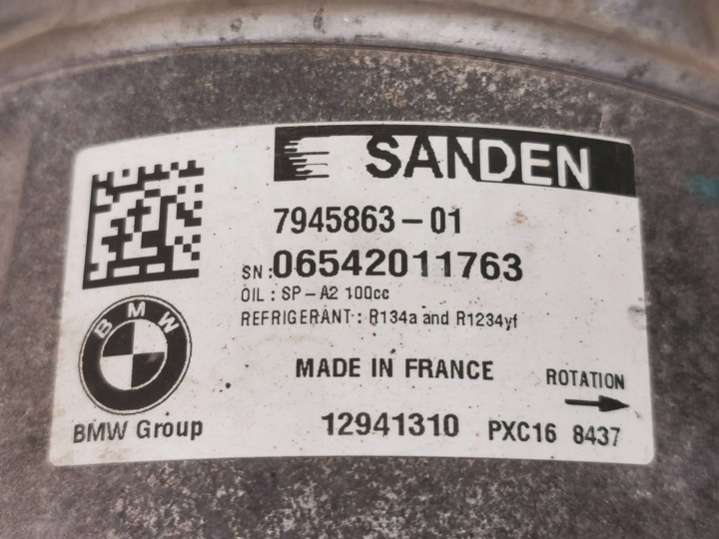 SANDEN
7945863-01
SN:06542011763
OIL: SP-A2 100cc
REFRIGERANT: R134a and R1234yf
BMW
MADE IN FRANCE
ROTATION
BMW Group
12941310 PXC16 8437